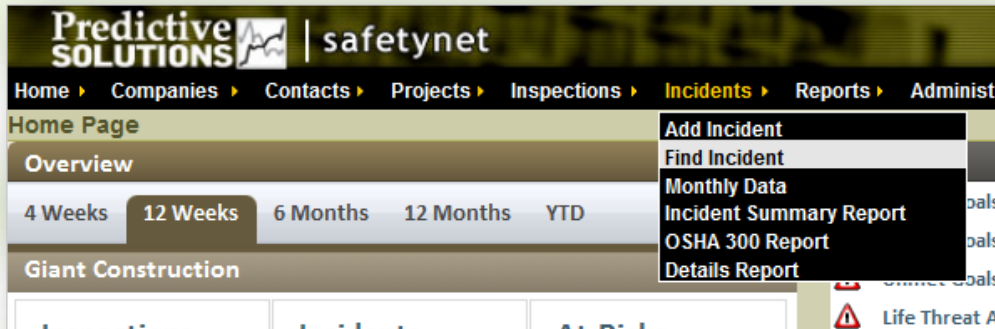 Predictive
SOLUTIONS | safetynet
Home Companies Contacts Projects Inspections Incidents Reports
Home Page
Add Incident
Overview
Find Incident
Monthly Data
4 Weeks 12 Weeks 6 Months 12 Months YTD
Incident Summary Report
OSHA 300 Report
Giant Construction
Details Report
Life Threat